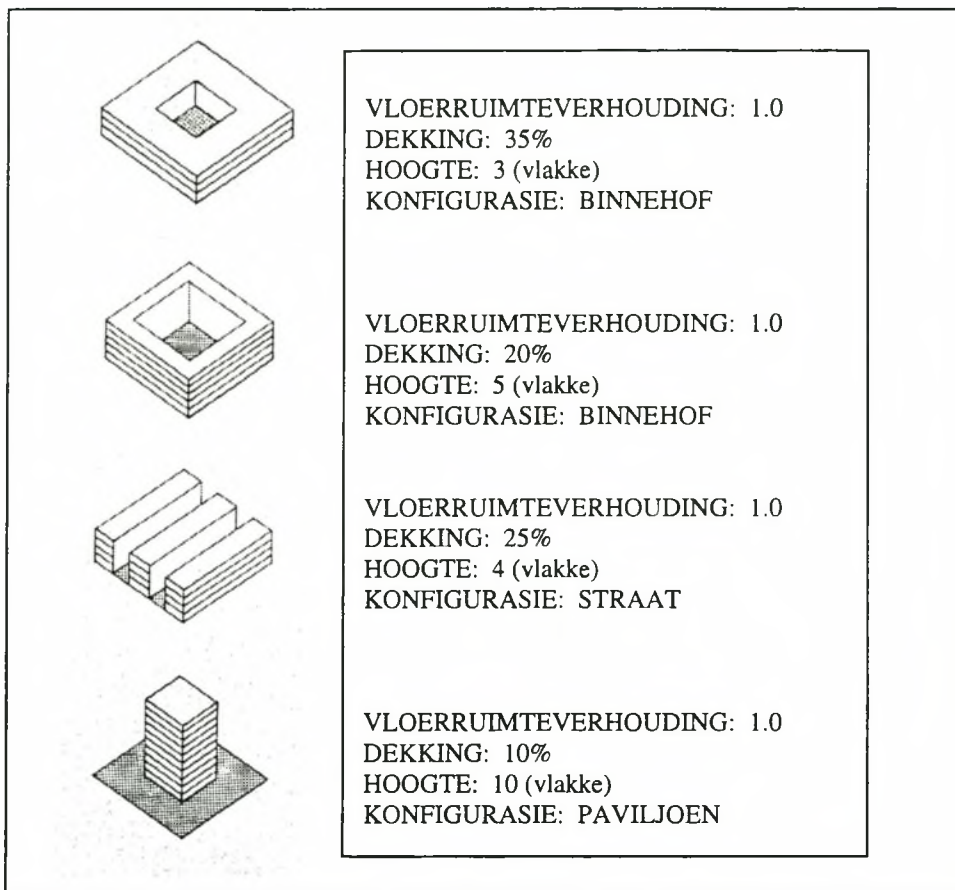 VLOERRUIMTEVERHOUDING: 1.0
DEKKING: 35%
HOOGTE: 3 (vlakke)
KONFIGURASIE: BINNEHOF
VLOERRUIMTEVERHOUDING: 1.0
DEKKING: 20%
HOOGTE: 5 (vlakke)
KONFIGURASIE: BINNEHOF
VLOERRUIMTEVERHOUDING: 1.0
DEKKING: 25%
HOOGTE: 4 (vlakke)
KONFIGURASIE: STRAAT
VLOERRUIMTEVERHOUDING: 1.0
DEKKING: 10%
HOOGTE: 10 (vlakke)
KONFIGURASIE: PAVILJOEN